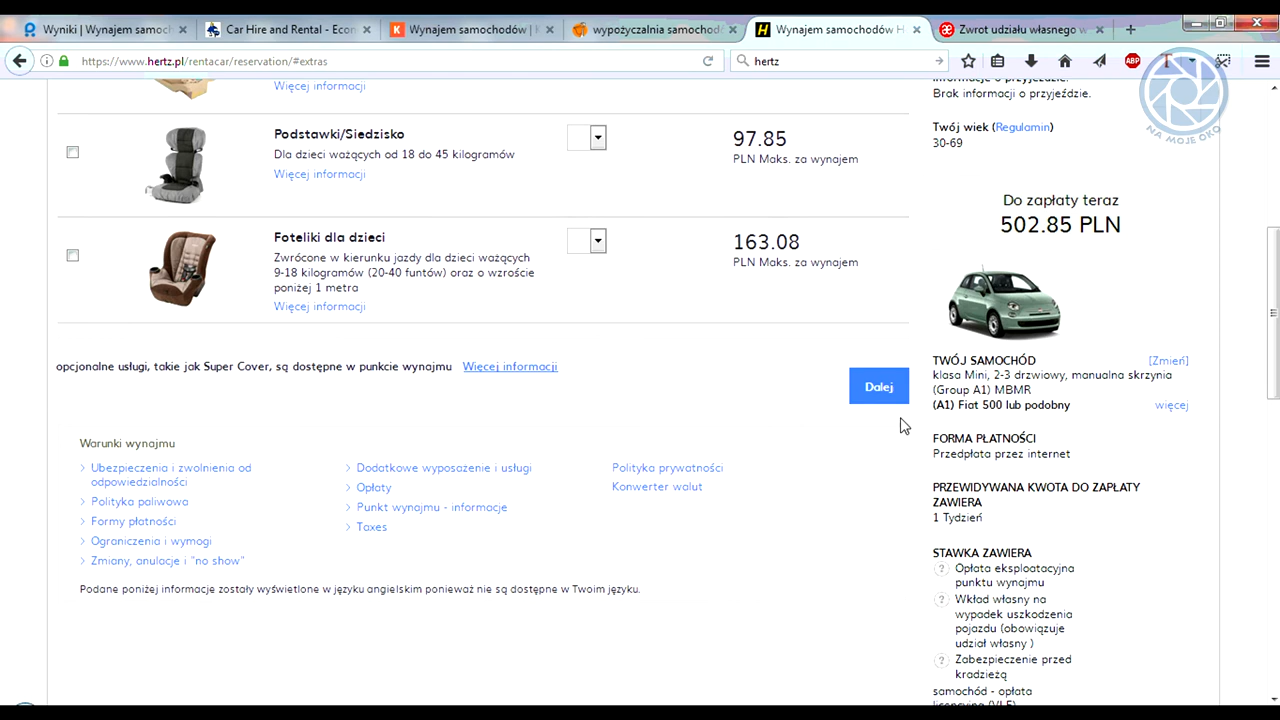 Wyniki | Wynajem samoch
Car Hire and Rental - Econ
Wynajem samochodów!
wypożyczalnia samochod
Wynajem samochodów H
Zwrot udziału własnego w
https://www.hertz.pl/rentacar/reservation/#extras
hertz
ABP
NA MOJE OKO
Więcej informacji
Podstawki/Siedzisko
Dla dzieci ważących od 18 do 45 kilogramów
Więcej informacji
97.85
PLN Maks. za wynajem
Foteliki dla dzieci
Zwrócone w kierunku jazdy dla dzieci ważących
9-18 kilogramów (20-40 funtów) oraz o wzroście
poniżej 1 metra
Więcej informacji
163.08
PLN Maks. za wynajem
opcjonalne usługi, takie jak Super Cover, są dostępne w punkcie wynajmu Więcej informacji
Dalej
Warunki wynajmu
Ubezpieczenia i zwolnienia od
odpowiedzialności
Polityka paliwowa
Formy płatności
Ograniczenia i wymogi
Zmiany, anulacje i "no show"
Dodatkowe wyposażenie i usługi
Opłaty
Punkt wynajmu - informacje
Taxes
Polityka prywatności
Konwerter walut
Podane poniżej informacje zostały wyświetlone w języku angielskim ponieważ nie są dostępne w Twoim języku.
Informacje o przyjeździe.
Brak informacji o przyjeździe.
Twój wiek (Regulamin)
30-69
Do zapłaty teraz
502.85 PLN
TWÓJ SAMOCHÓD [Zmień]
klasa Mini, 2-3 drzwiowy, manualna skrzynia
(Group A1) MBMR
(A1) Fiat 500 lub podobny więcej
FORMA PŁATNOŚCI
Przedpłata przez internet
PRZEWIDYWANA KWOTA DO ZAPŁATY
ZAWIERA
1 Tydzień
STAWKA ZAWIERA
? Opłata eksploatacyjna
punktu wynajmu
? Wkład własny na
wypadek uszkodzenia
pojazdu (obowiązuje
udział własny )
? Zabezpieczenie przed
kradzieżą
samochód - opłata
licencyjna (VLF)